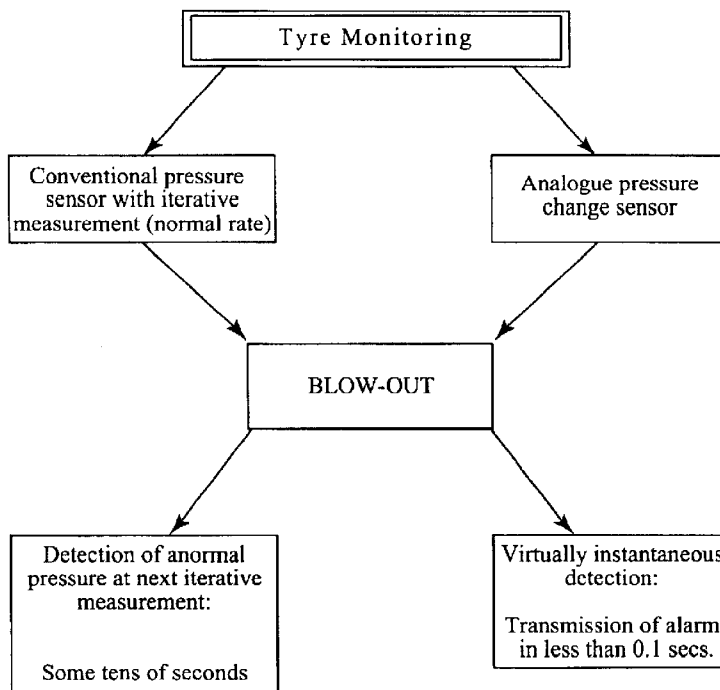 Tyre Monitoring
Conventional pressure
sensor with iterative
measurement (normal rate)
Analogue pressure
change sensor
BLOW-OUT
Detection of anormal
pressure at next iterative
measurement:
Some tens of seconds
Virtually instantaneous
detection:
Transmission of alarm
in less than 0.1 secs.